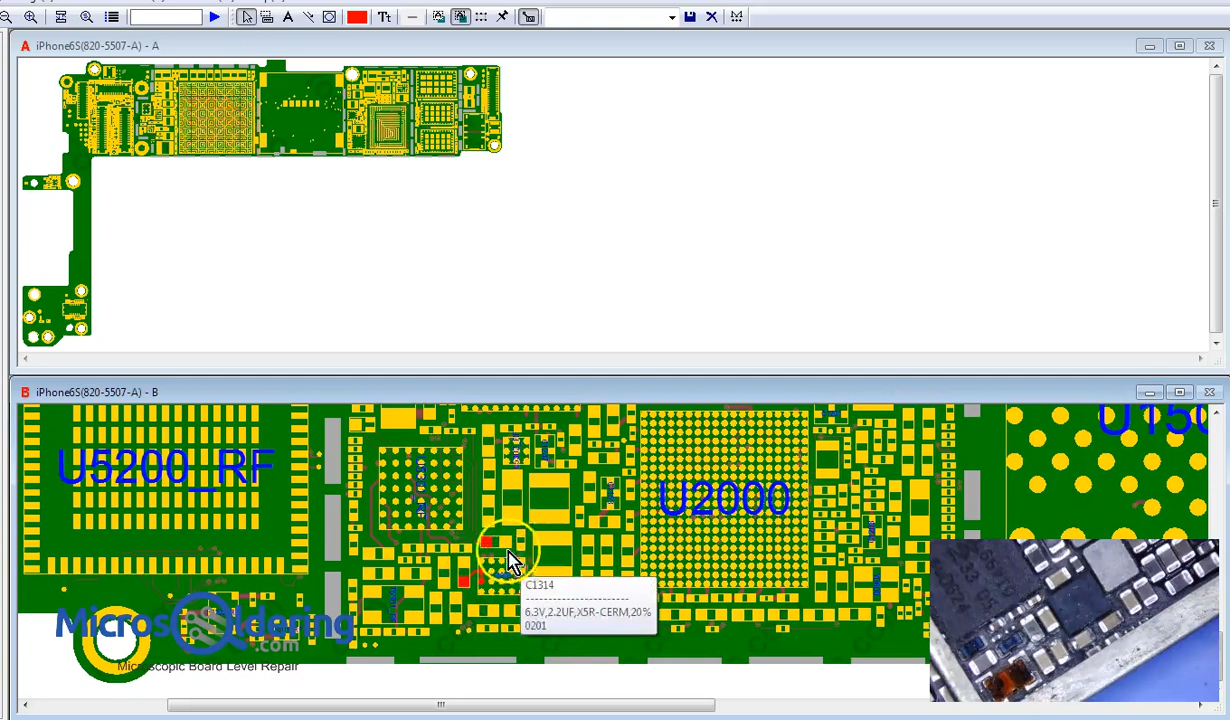 A
Tt
A iPhone6S(820-5507-A) - A
B iPhone6S(820-5507-A) - B
U5200_RF
U2000
U150
C1314
6.3V,2.2UF,X5R-CERM,20%
0201
Microsoldering
.com
Microscopic Board Level Repair